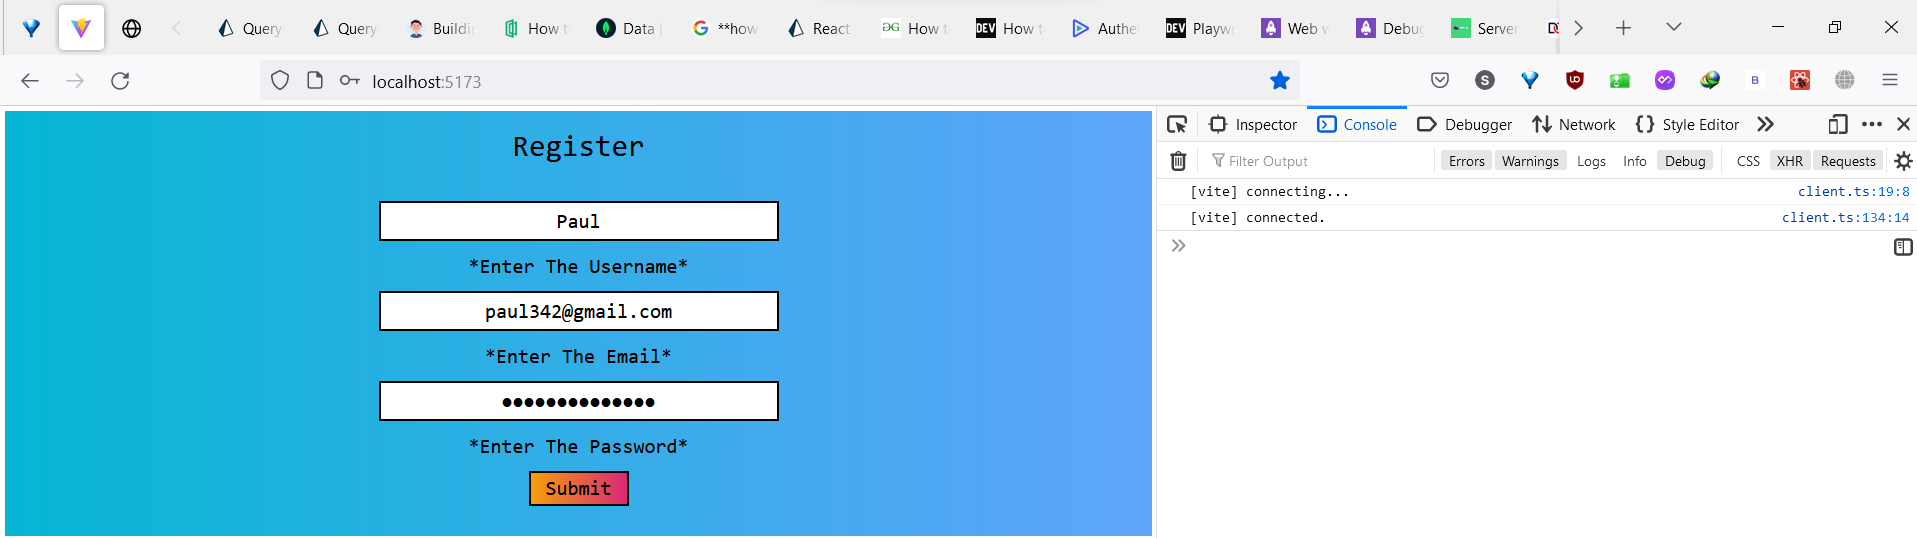 Query
Query
Buildi
How t
Data |
**how
React
How t
DEV
How t
Authe
DEV
Playw
Web w
Debug
Server
localhost:5173
S
B
Register
Paul
*Enter The Username*
paul342@gmail.com
*Enter The Email*
●●●●●●●●●●●●●●
*Enter The Password*
Submit
Inspector
Console
Debugger
Network
Style Editor
Filter Output
Errors
Warnings
Logs
Info
Debug
CSS
XHR
Requests
[vite] connecting... client.ts:19:8
[vite] connected. client.ts:134:14